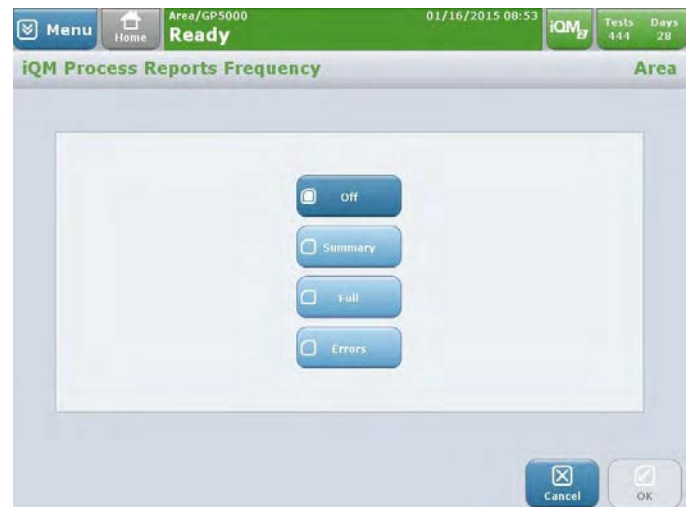 Menu
Home
Area/GP5000
Ready
01/16/2015 08:53
iQM2
Tests 444
Days 28
iQM Process Reports Frequency
Area
Off
Summary
Full
Errors
Cancel
OK